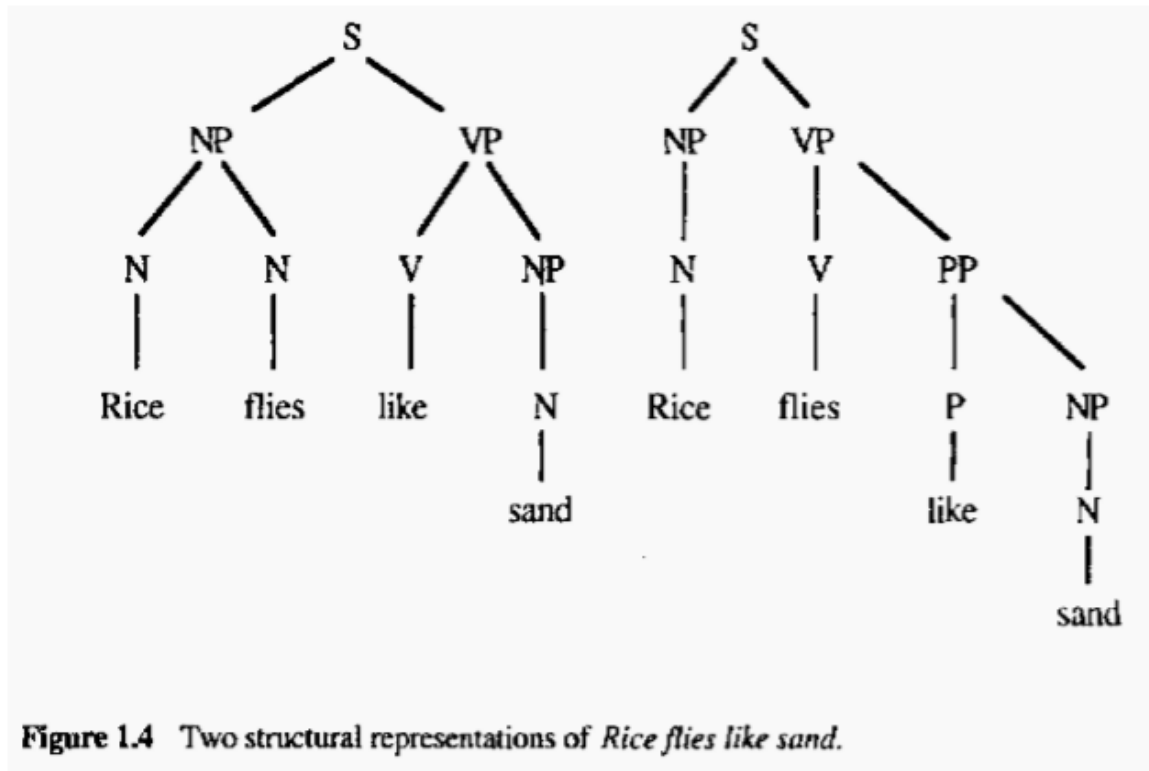 S S
NP VP NP VP
N N V NP N V PP
Rice flies like N Rice flies P NP
sand like N
sand
Figure 1.4 Two structural representations of Rice flies like sand.